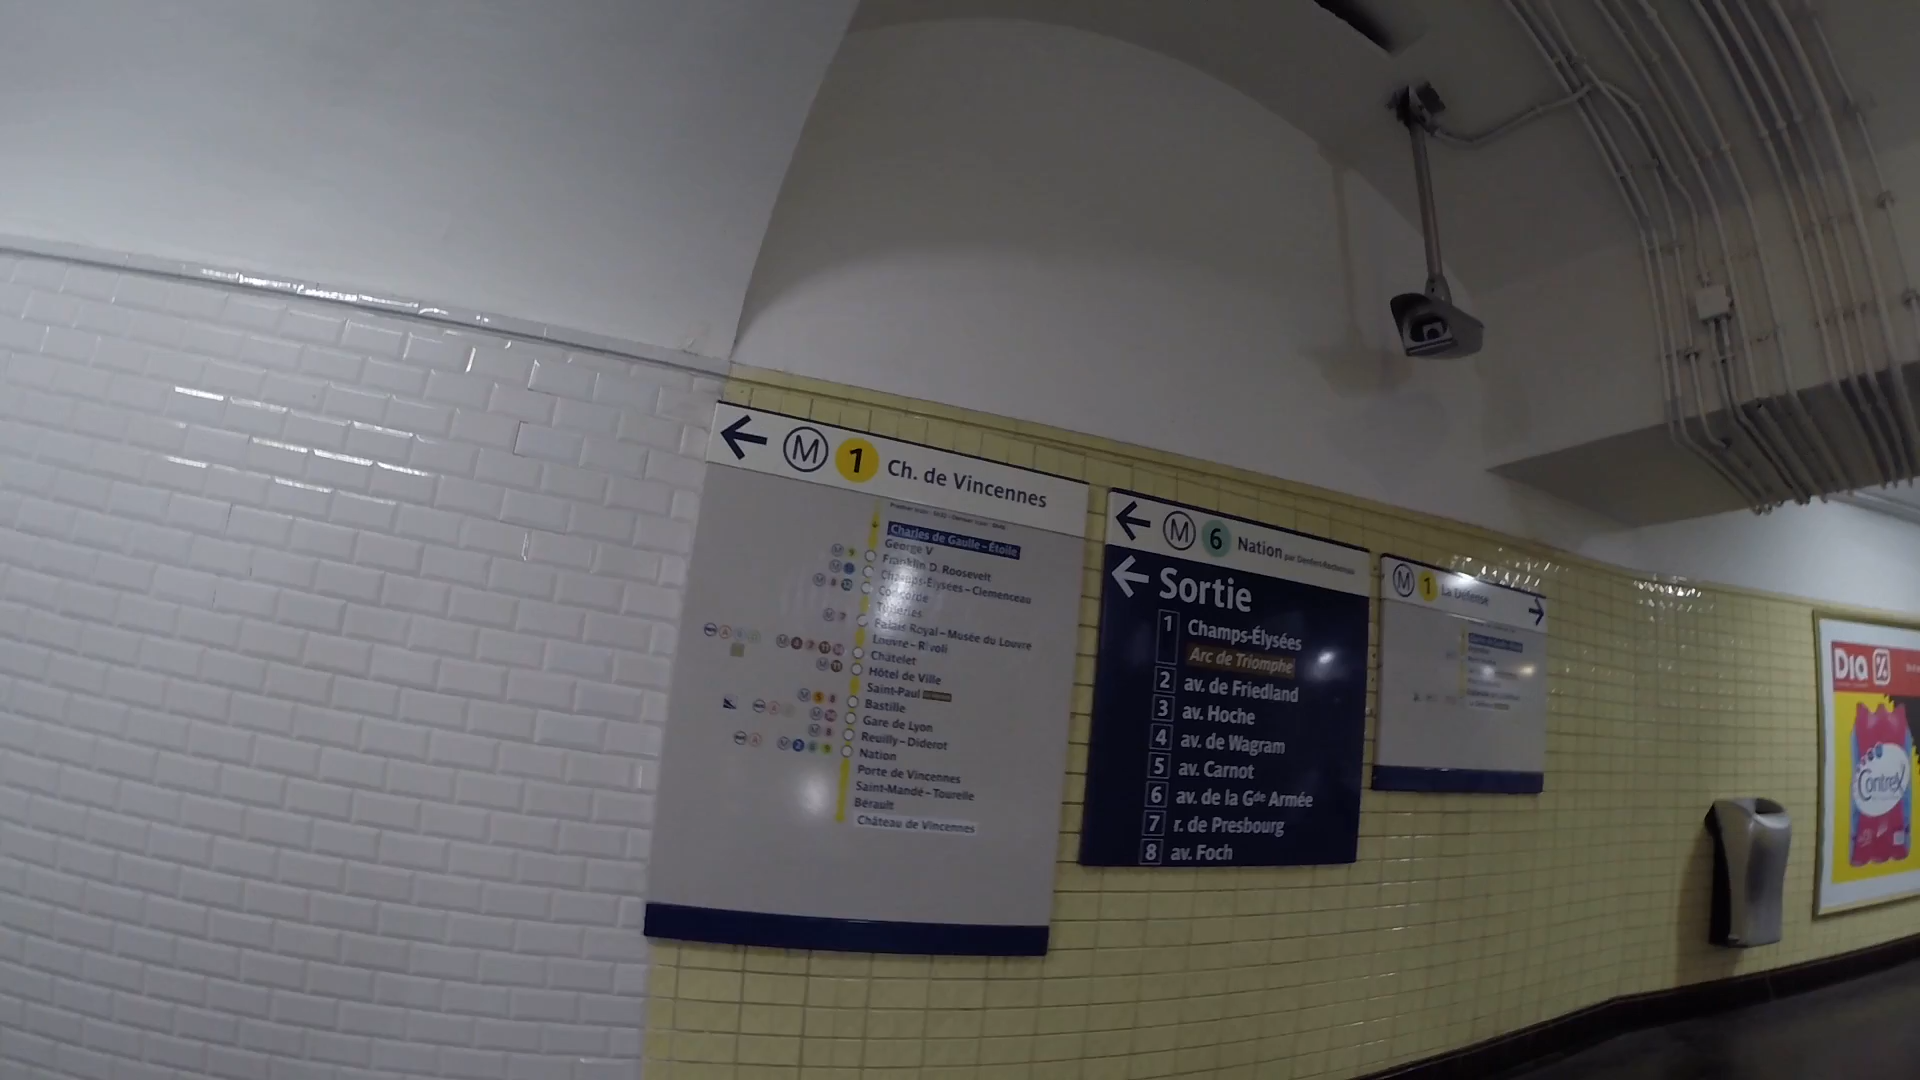 M 1 Ch. de Vincennes
Charles de Gaulle – Étoile
George V
Franklin D. Roosevelt
Champs-Élysées – Clemenceau
Concorde
Tuileries
Palais Royal – Musée du Louvre
Louvre – Rivoli
Châtelet
Hôtel de Ville
Saint-Paul
Bastille
Gare de Lyon
Reuilly – Diderot
Nation
Porte de Vincennes
Saint-Mandé – Tourelle
Bérault
Château de Vincennes
M 6 Nation par Denfert-Rochereau
Sortie
1 Champs-Élysées
Arc de Triomphe
2 av. de Friedland
3 av. Hoche
4 av. de Wagram
5 av. Carnot
6 av. de la Gde Armée
7 r. de Presbourg
8 av. Foch
M 1 La Défense
DIA %
Contrex